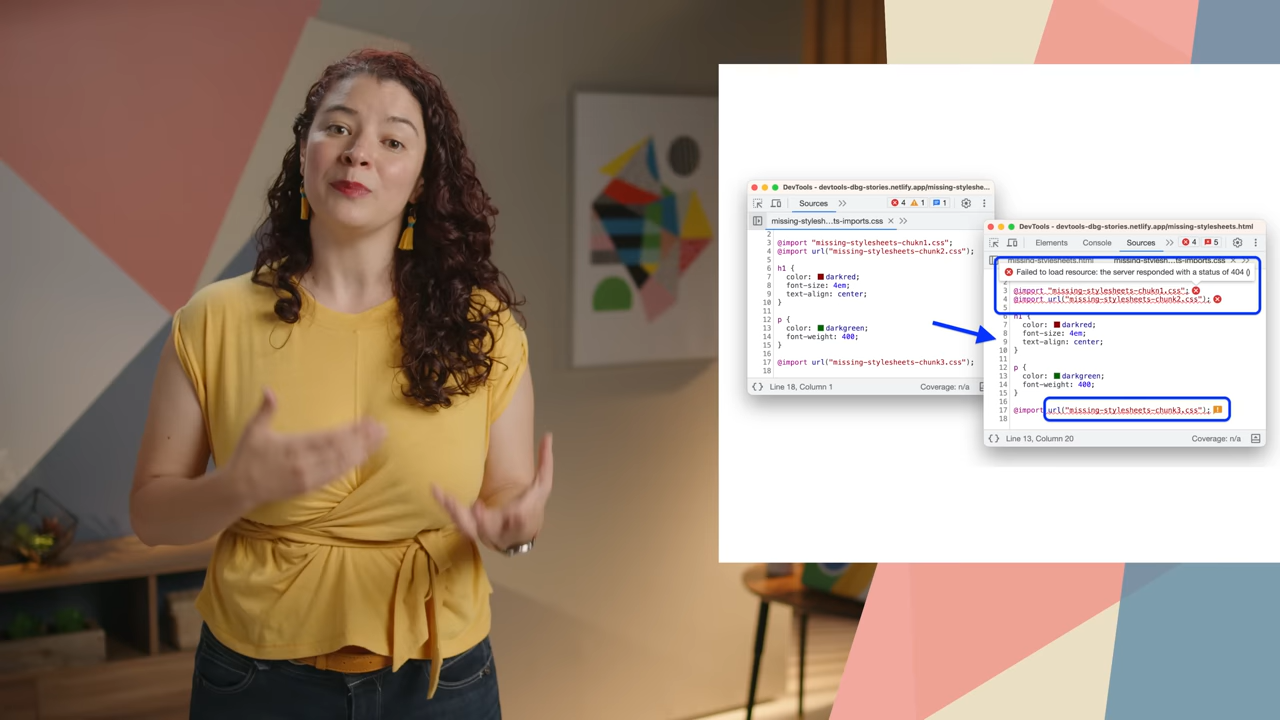 DevTools - devtools-dbg-stories.netlify.app/missing-styleshe...
Sources
4
1
1
missing-stylesh...ts-imports.css
2
3 @import "missing-stylesheets-chukn1.css";
4 @import url("missing-stylesheets-chunk2.css");
5
6 h1 {
7 color: darkred;
8 font-size: 4em;
9 text-align: center;
10 }
11
12 p {
13 color: darkgreen;
14 font-weight: 400;
15 }
16
17 @import url("missing-stylesheets-chunk3.css");
18
{} Line 18, Column 1 Coverage: n/a
DevTools - devtools-dbg-stories.netlify.app/missing-stylesheets.html
Elements Console Sources
4
5
missing-stylesheets.html missing-stylesh...ts-imports.css
Failed to load resource: the server responded with a status of 404 ()
3 @import "missing-stylesheets-chukn1.css";
4 @import url("missing-stylesheets-chunk2.css");
5
6 h1 {
7 color: darkred;
8 font-size: 4em;
9 text-align: center;
10 }
11
12 p {
13 color: darkgreen;
14 font-weight: 400;
15 }
16
17 @import url("missing-stylesheets-chunk3.css");
18
{} Line 13, Column 20 Coverage: n/a